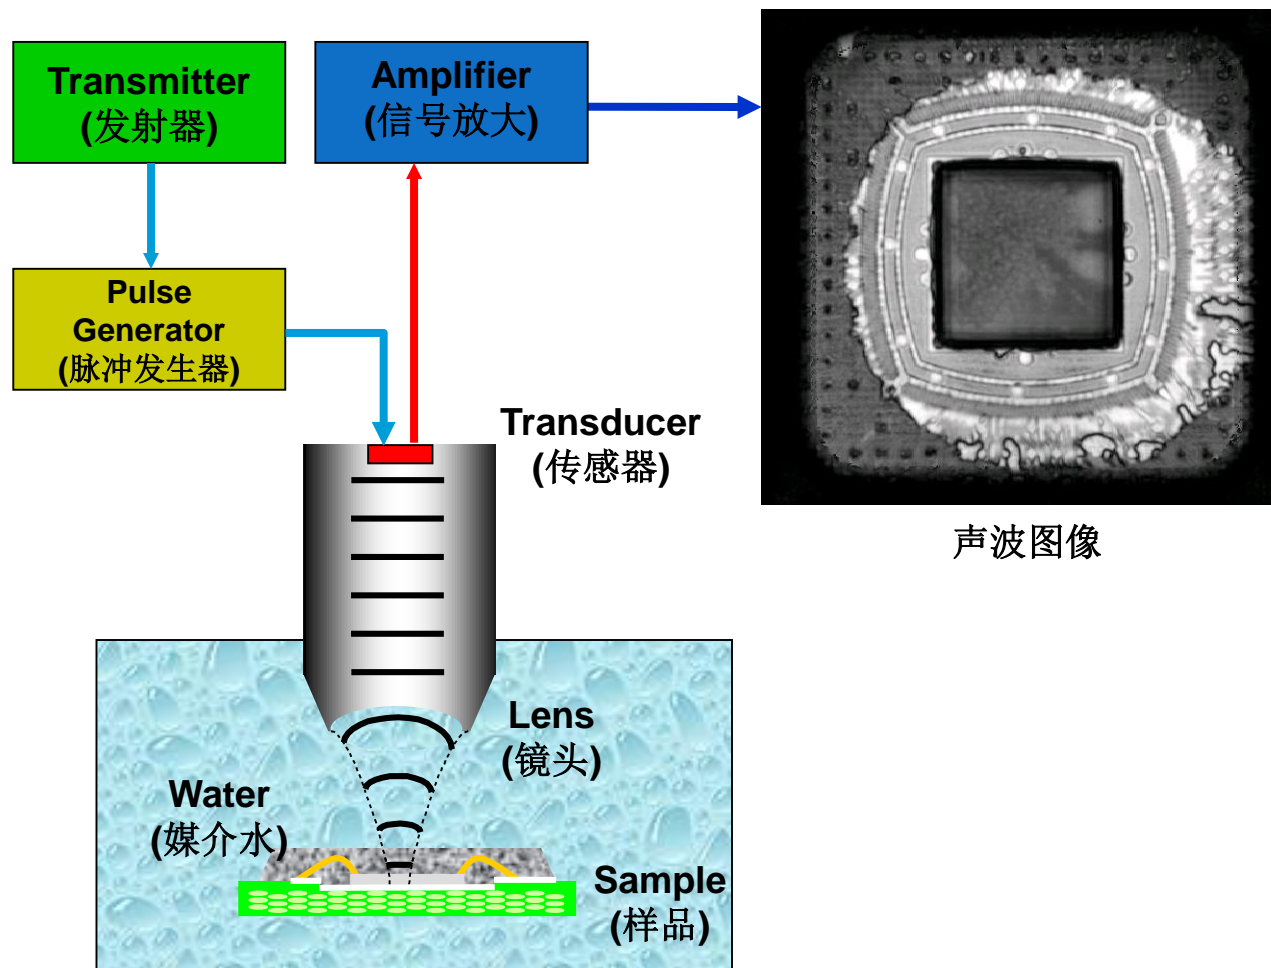 Transmitter
(发射器)
Amplifier
(信号放大)
Pulse
Generator
(脉冲发生器)
Transducer
(传感器)
声波图像
Lens
(镜头)
Water
(媒介水)
Sample
(样品)